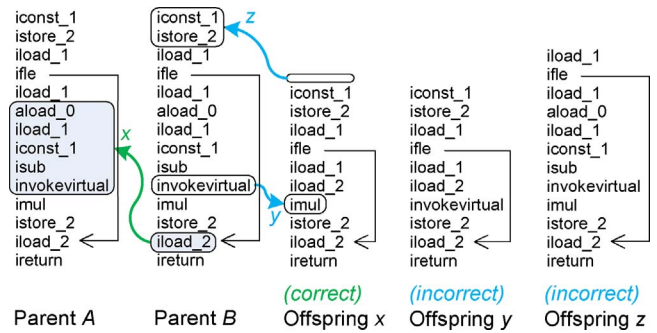 iconst_1
istore_2
iload_1
ifle
iload_1
aload_0
iload_1
iconst_1
isub
invokevirtual
imul
istore_2
iload_2
ireturn
Parent A
x
iconst_1
istore_2
iload_1
ifle
iload_1
aload_0
iload_1
iconst_1
isub
invokevirtual
imul
istore_2
iload_2
ireturn
Parent B
z
y
iconst_1
istore_2
iload_1
ifle
iload_1
iload_2
imul
istore_2
iload_2
ireturn
(correct)
Offspring x
iconst_1
istore_2
iload_1
ifle
iload_1
iload_2
invokevirtual
istore_2
iload_2
ireturn
(incorrect)
Offspring y
iload_1
ifle
iload_1
aload_0
iload_1
iconst_1
isub
invokevirtual
imul
istore_2
iload_2
ireturn
(incorrect)
Offspring z